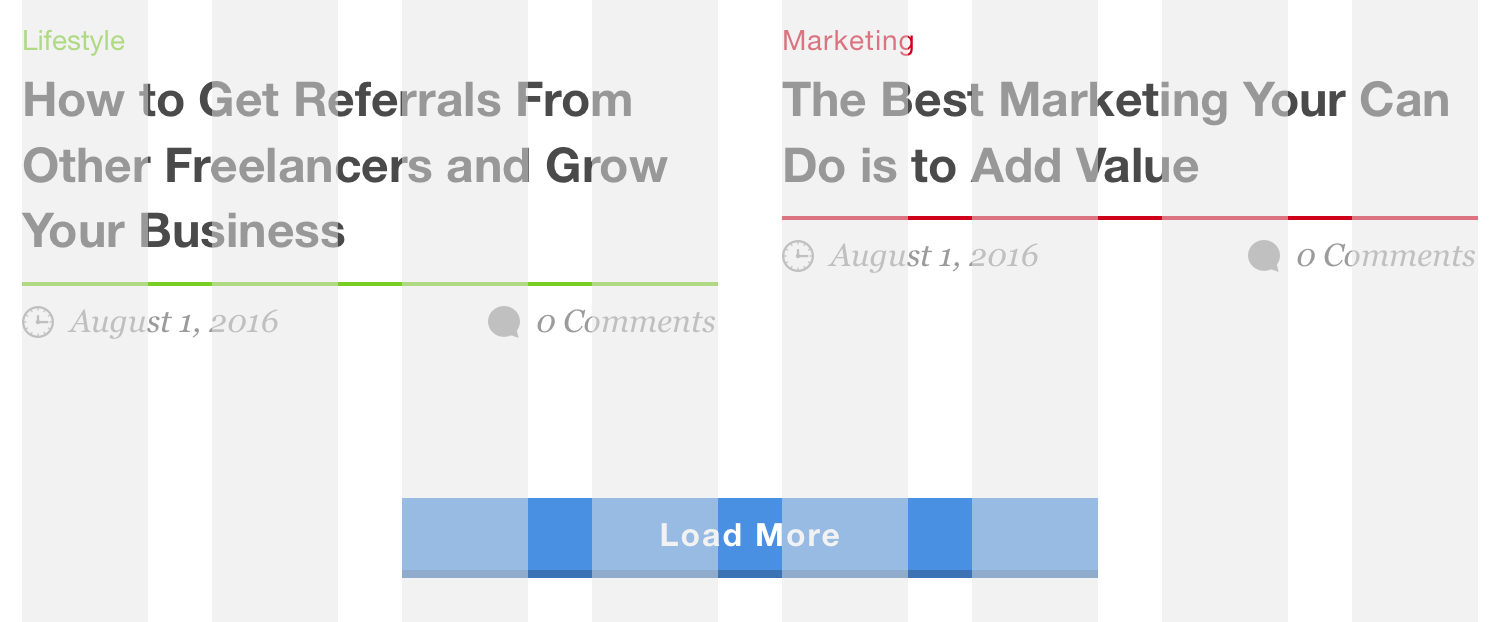 Lifestyle
How to Get Referrals From
Other Freelancers and Grow
Your Business
August 1, 2016
0 Comments
Marketing
The Best Marketing Your Can
Do is to Add Value
August 1, 2016
0 Comments
Load More